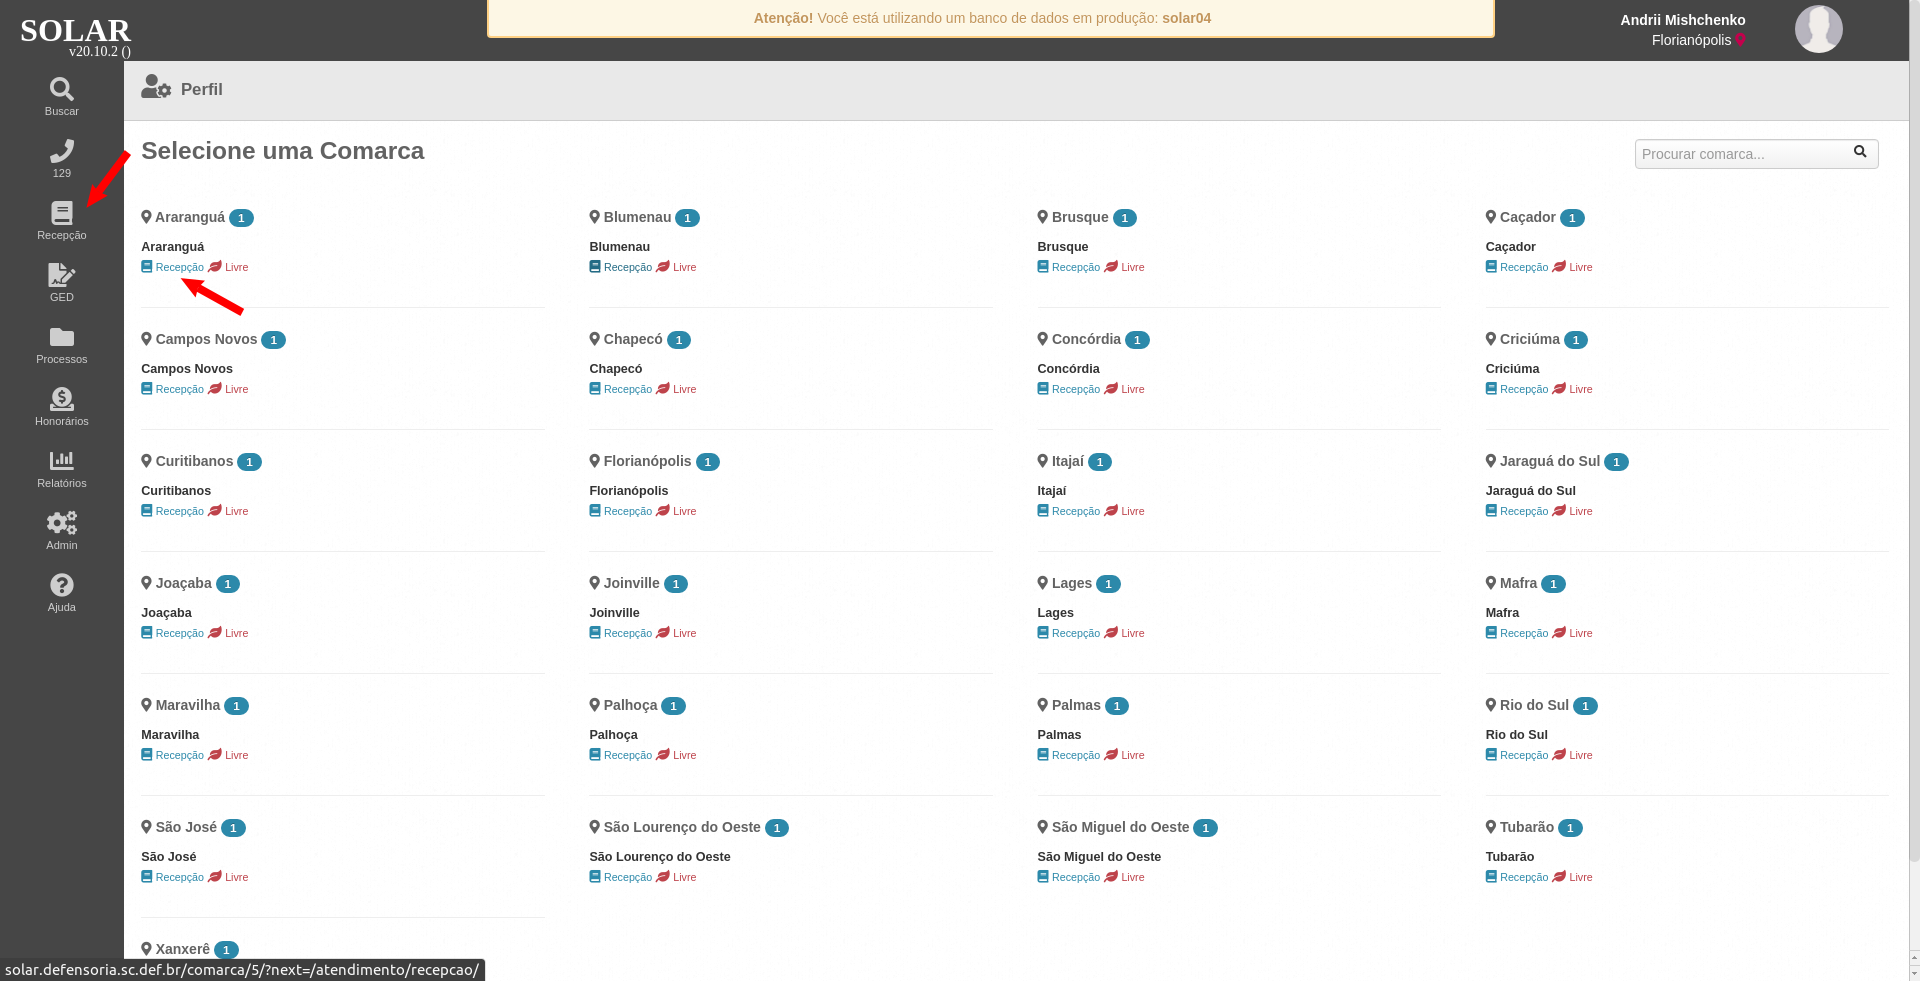 SOLAR
v20.10.2 ()
Atenção! Você está utilizando um banco de dados em produção: solar04
Andrii Mishchenko
Florianópolis
Buscar
129
Recepção
GED
Processos
Honorários
Relatórios
Admin
Ajuda
Perfil
Selecione uma Comarca
Procurar comarca...
Araranguá 1
Araranguá
Recepção Livre
Blumenau 1
Blumenau
Recepção Livre
Brusque 1
Brusque
Recepção Livre
Caçador 1
Caçador
Recepção Livre
Campos Novos 1
Campos Novos
Recepção Livre
Chapecó 1
Chapecó
Recepção Livre
Concórdia 1
Concórdia
Recepção Livre
Criciúma 1
Criciúma
Recepção Livre
Curitibanos 1
Curitibanos
Recepção Livre
Florianópolis 1
Florianópolis
Recepção Livre
Itajaí 1
Itajaí
Recepção Livre
Jaraguá do Sul 1
Jaraguá do Sul
Recepção Livre
Joaçaba 1
Joaçaba
Recepção Livre
Joinville 1
Joinville
Recepção Livre
Lages 1
Lages
Recepção Livre
Mafra 1
Mafra
Recepção Livre
Maravilha 1
Maravilha
Recepção Livre
Palhoça 1
Palhoça
Recepção Livre
Palmas 1
Palmas
Recepção Livre
Rio do Sul 1
Rio do Sul
Recepção Livre
São José 1
São José
Recepção Livre
São Lourenço do Oeste 1
São Lourenço do Oeste
Recepção Livre
São Miguel do Oeste 1
São Miguel do Oeste
Recepção Livre
Tubarão 1
Tubarão
Recepção Livre
Xanxerê 1
solar.defensoria.sc.def.br/comarca/5/?next=/atendimento/recepcao/